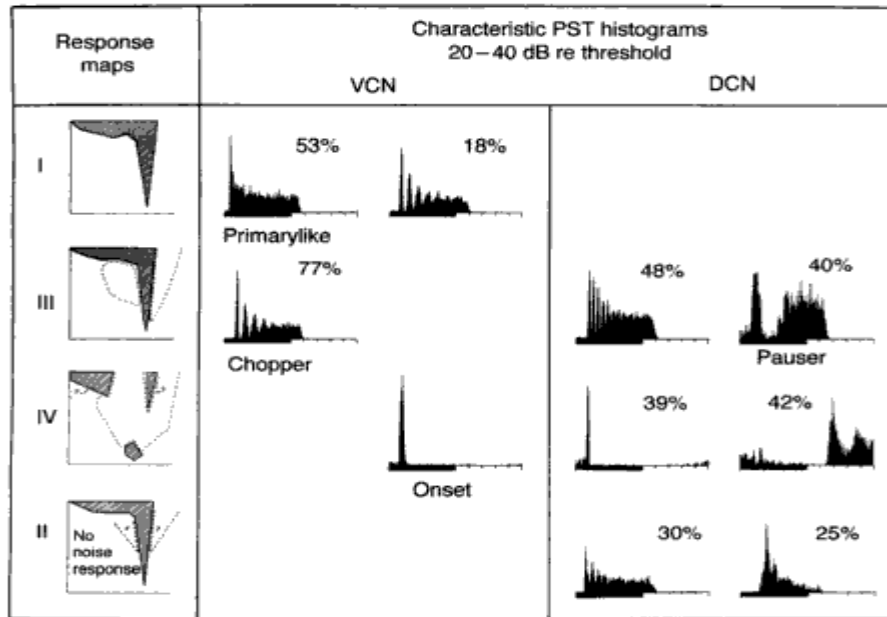 Response
maps
Characteristic PST histograms
20–40 dB re threshold
VCN
DCN
I
53%
18%
Primarylike
III
77%
48%
40%
Chopper
Pauser
IV
39%
42%
Onset
II
No
noise
response
30%
25%